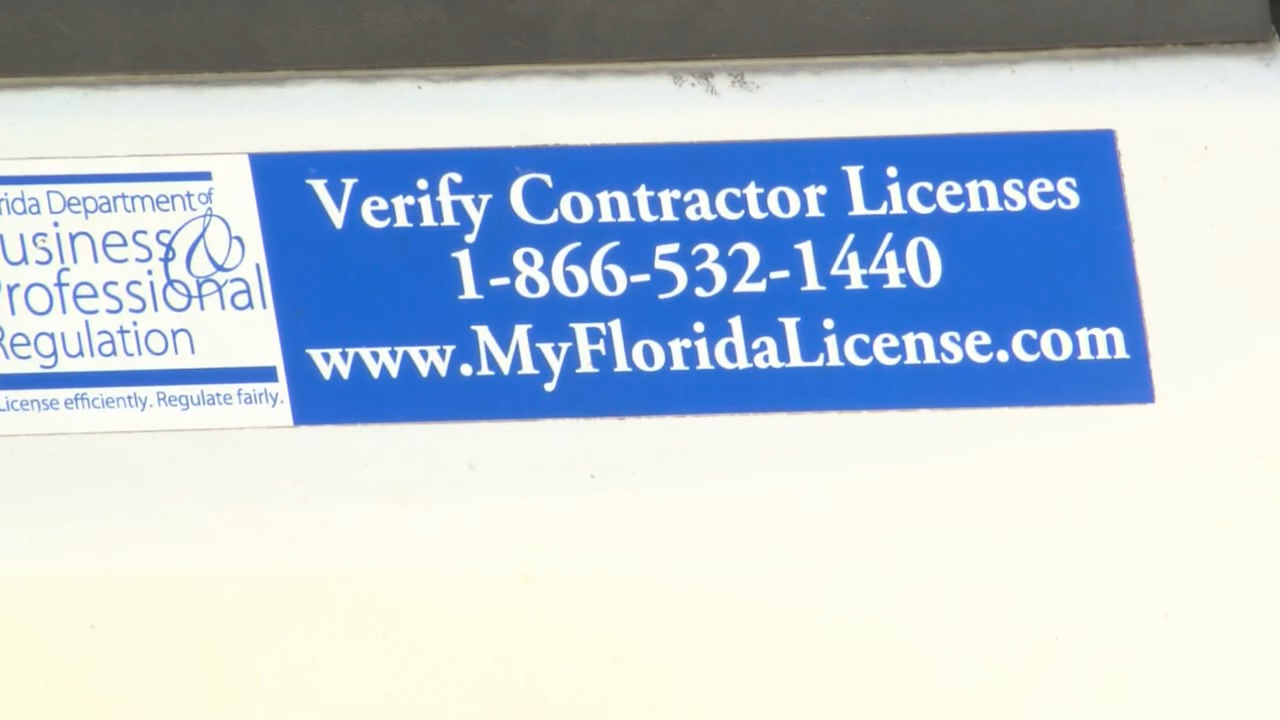 rida Department of
usiness &
rofessional
Regulation
License efficiently. Regulate fairly.
Verify Contractor Licenses
1-866-532-1440
www.MyFloridaLicense.com